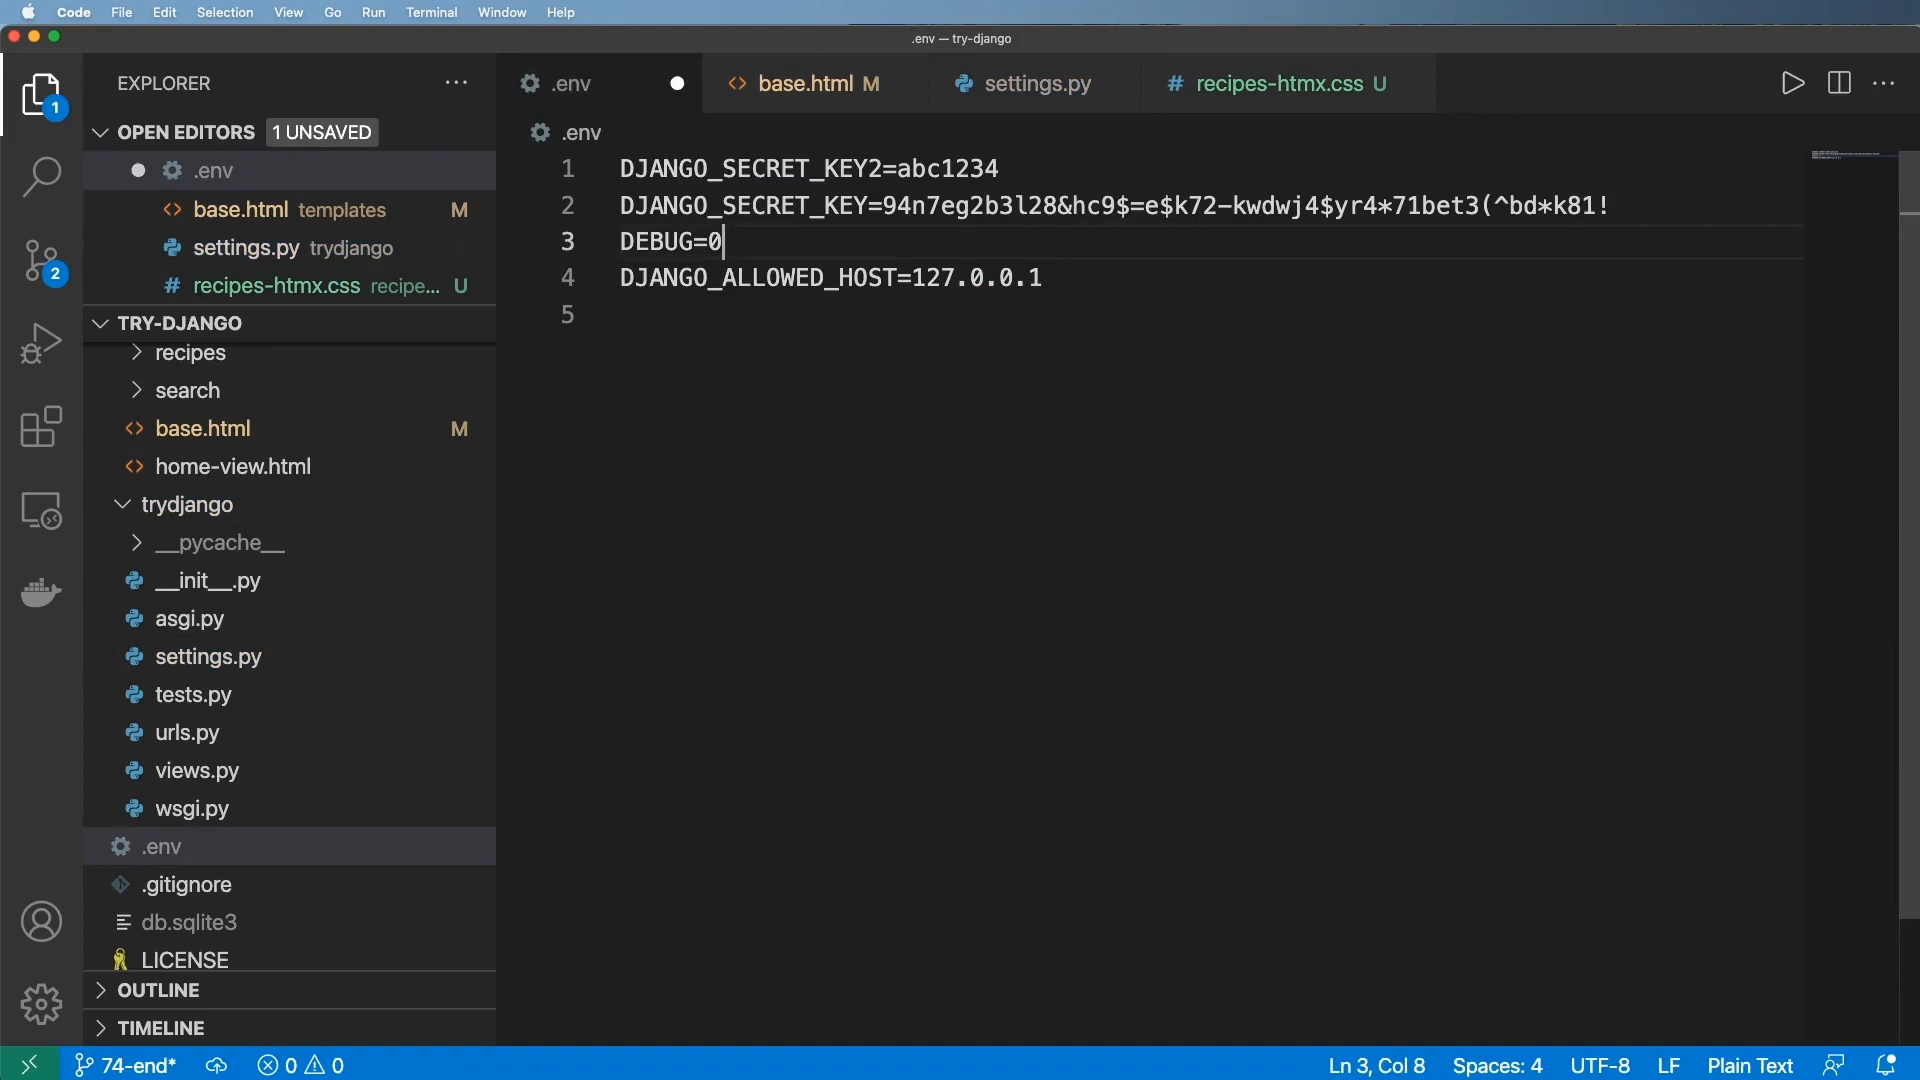 Code File Edit Selection View Go Run Terminal Window Help
.env — try-django
EXPLORER
.env
base.html M
settings.py
# recipes-htmx.css U
1
OPEN EDITORS 1 UNSAVED
.env
.env
base.html templates M
settings.py trydjango
# recipes-htmx.css recipe... U
1 DJANGO_SECRET_KEY2=abc1234
2 DJANGO_SECRET_KEY=94n7eg2b3l28&hc9$=e$k72-kwdwj4$yr4*71bet3(^bd*k81!
3 DEBUG=0
4 DJANGO_ALLOWED_HOST=127.0.0.1
5
2
TRY-DJANGO
recipes
search
base.html M
home-view.html
trydjango
__pycache__
__init__.py
asgi.py
settings.py
tests.py
urls.py
views.py
wsgi.py
.env
.gitignore
db.sqlite3
LICENSE
OUTLINE
TIMELINE
74-end* 0 0 Ln 3, Col 8 Spaces: 4 UTF-8 LF Plain Text